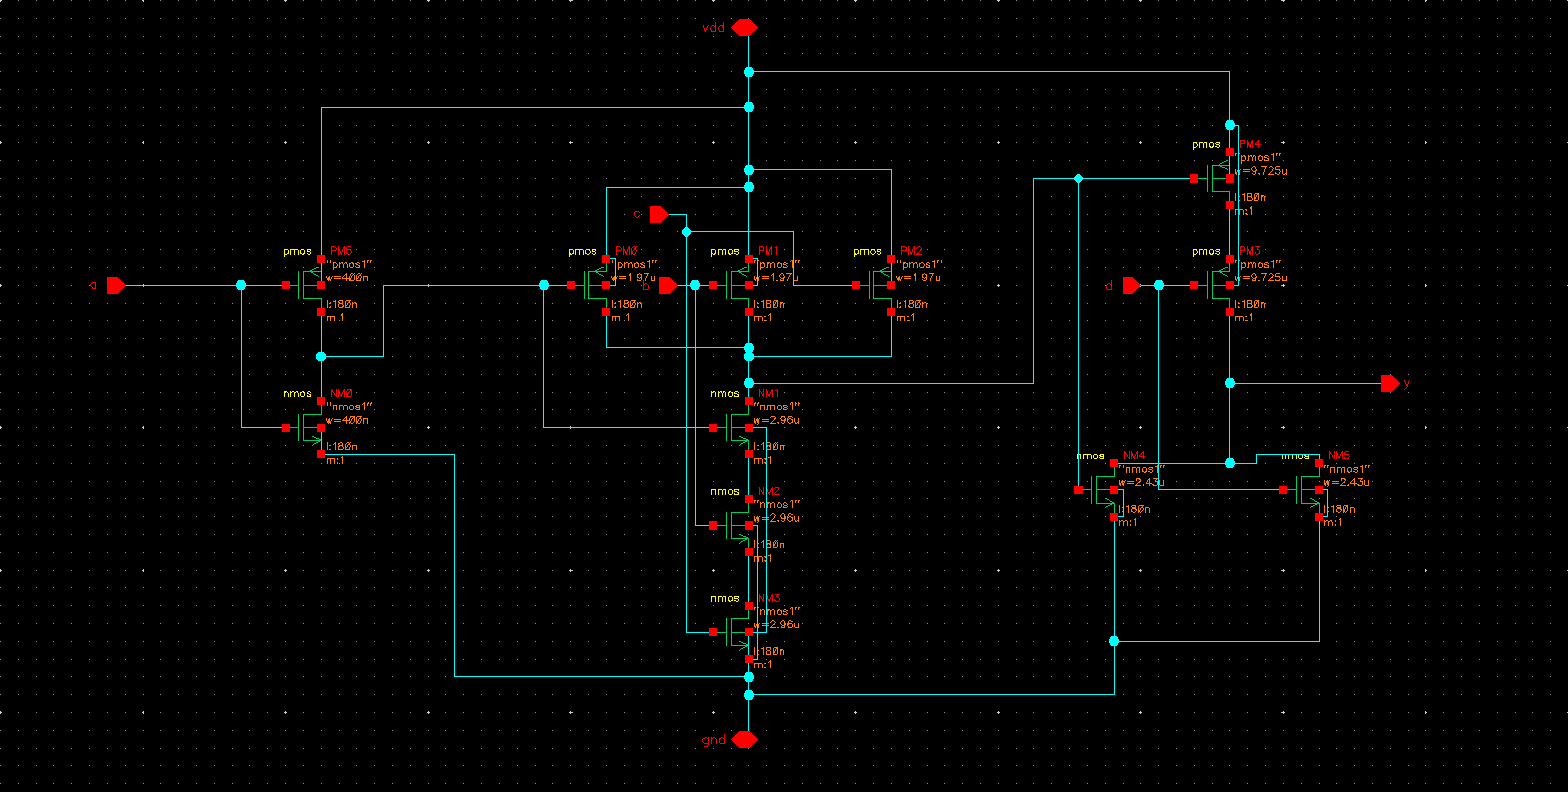 vdd
pmos PM4
"pmos1"
w=9.725u
l:180n
m:1
c
pmos PM5
"pmos1"
w=400n
l:180n
m:1
pmos PM0
"pmos1"
w=1.97u
l:180n
m:1
pmos PM1
"pmos1"
w=1.97u
l:180n
m:1
pmos PM2
"pmos1"
w=1.97u
l:180n
m:1
pmos PM3
"pmos1"
w=9.725u
l:180n
m:1
a
b
d
y
nmos NM0
"nmos1"
w=400n
l:180n
m:1
nmos NM1
"nmos1"
w=2.96u
l:180n
m:1
nmos NM4
"nmos1"
w=2.43u
l:180n
m:1
nmos NM5
"nmos1"
w=2.43u
l:180n
m:1
nmos NM2
"nmos1"
w=2.96u
l:180n
m:1
nmos NM3
"nmos1"
w=2.96u
l:180n
m:1
gnd